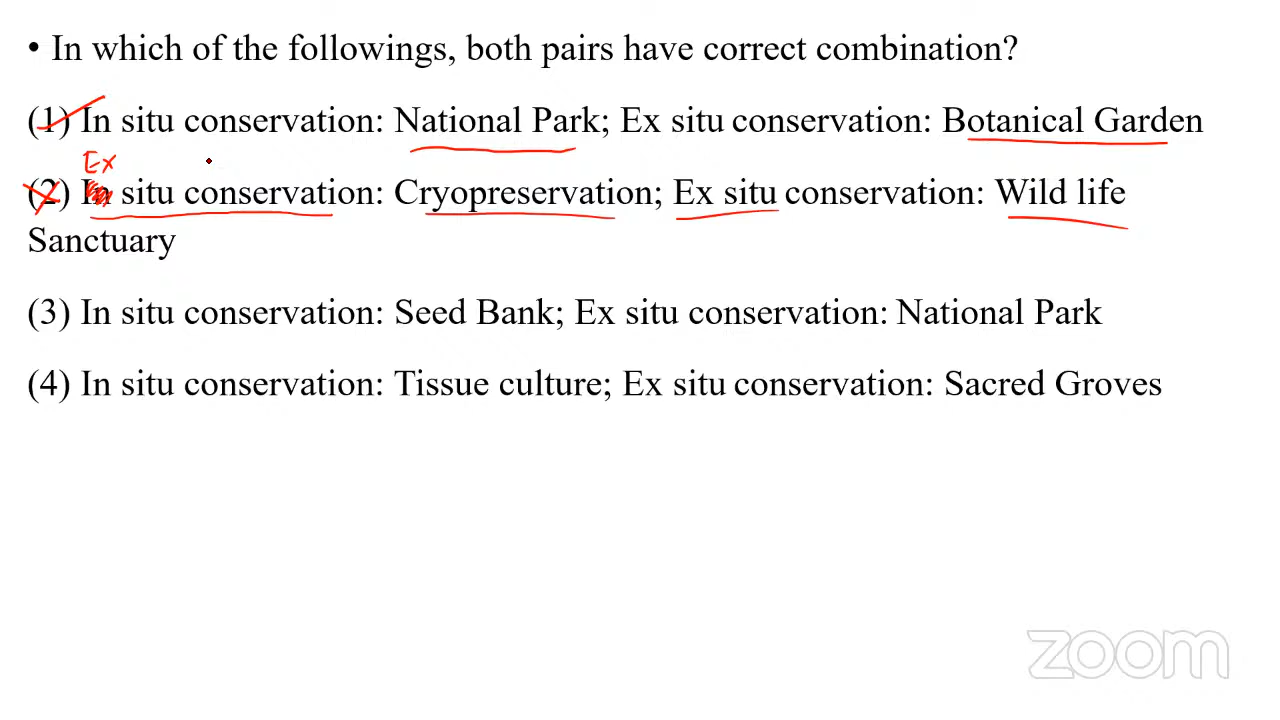 • In which of the followings, both pairs have correct combination?
(1) In situ conservation: National Park; Ex situ conservation: Botanical Garden
Ex
(2) In situ conservation: Cryopreservation; Ex situ conservation: Wild life
Sanctuary
(3) In situ conservation: Seed Bank; Ex situ conservation: National Park
(4) In situ conservation: Tissue culture; Ex situ conservation: Sacred Groves
zoom